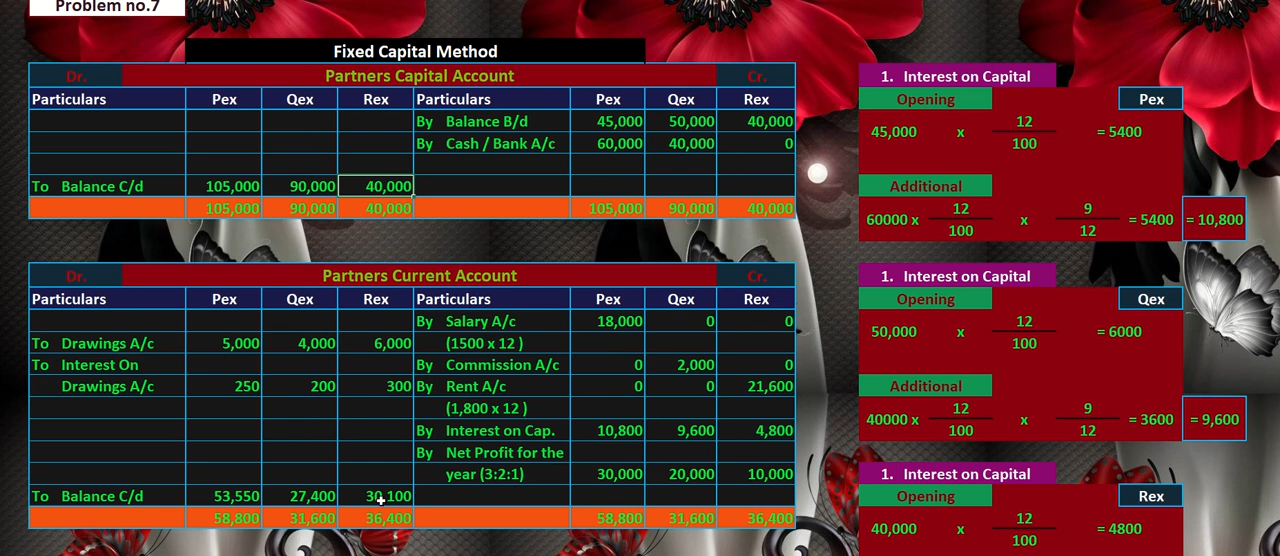 Problem no.7
Fixed Capital Method
Dr. Partners Capital Account Cr.
Particulars Pex Qex Rex Particulars Pex Qex Rex
By Balance B/d 45,000 50,000 40,000
By Cash / Bank A/c 60,000 40,000 0
To Balance C/d 105,000 90,000 40,000
105,000 90,000 40,000 105,000 90,000 40,000
Dr. Partners Current Account Cr.
Particulars Pex Qex Rex Particulars Pex Qex Rex
By Salary A/c 18,000 0 0
To Drawings A/c 5,000 4,000 6,000 (1500 x 12 )
To Interest On By Commission A/c 0 2,000 0
Drawings A/c 250 200 300 By Rent A/c 0 0 21,600
(1,800 x 12 )
By Interest on Cap. 10,800 9,600 4,800
By Net Profit for the
year (3:2:1) 30,000 20,000 10,000
To Balance C/d 53,550 27,400 30,100
58,800 31,600 36,400 58,800 31,600 36,400
1. Interest on Capital
Opening Pex
45,000 x 12 / 100 = 5400
Additional
60000 x 12 / 100 x 9 / 12 = 5400 = 10,800
1. Interest on Capital
Opening Qex
50,000 x 12 / 100 = 6000
Additional
40000 x 12 / 100 x 9 / 12 = 3600 = 9,600
1. Interest on Capital
Opening Rex
40,000 x 12 / 100 = 4800